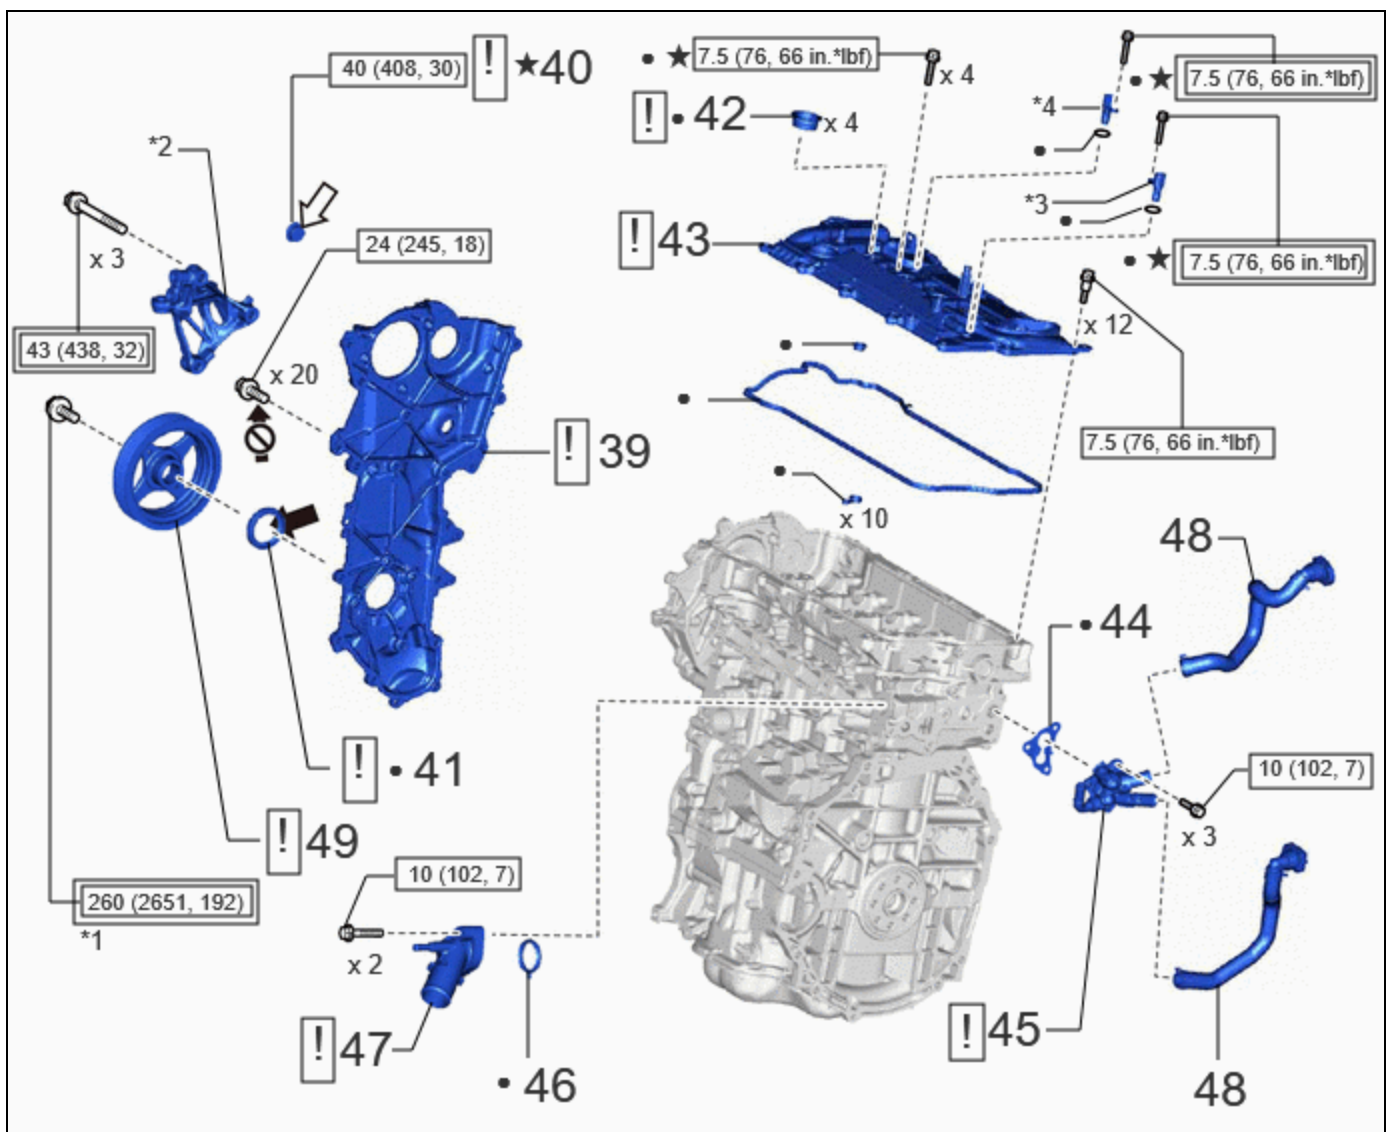 40 (408, 30) ! ★40
● ★ 7.5 (76, 66 in.*lbf)
x 4
● ★ 7.5 (76, 66 in.*lbf)
! ● 42
x 4
*4
●
*2
*3
●
● ★ 7.5 (76, 66 in.*lbf)
x 3
24 (245, 18)
! 43
x 12
43 (438, 32)
x 20
●
●
7.5 (76, 66 in.*lbf)
! 39
●
x 10
48
● 44
! ● 41
10 (102, 7)
x 3
! 49
10 (102, 7)
260 (2651, 192)
*1
x 2
! 47
! 45
● 46
48